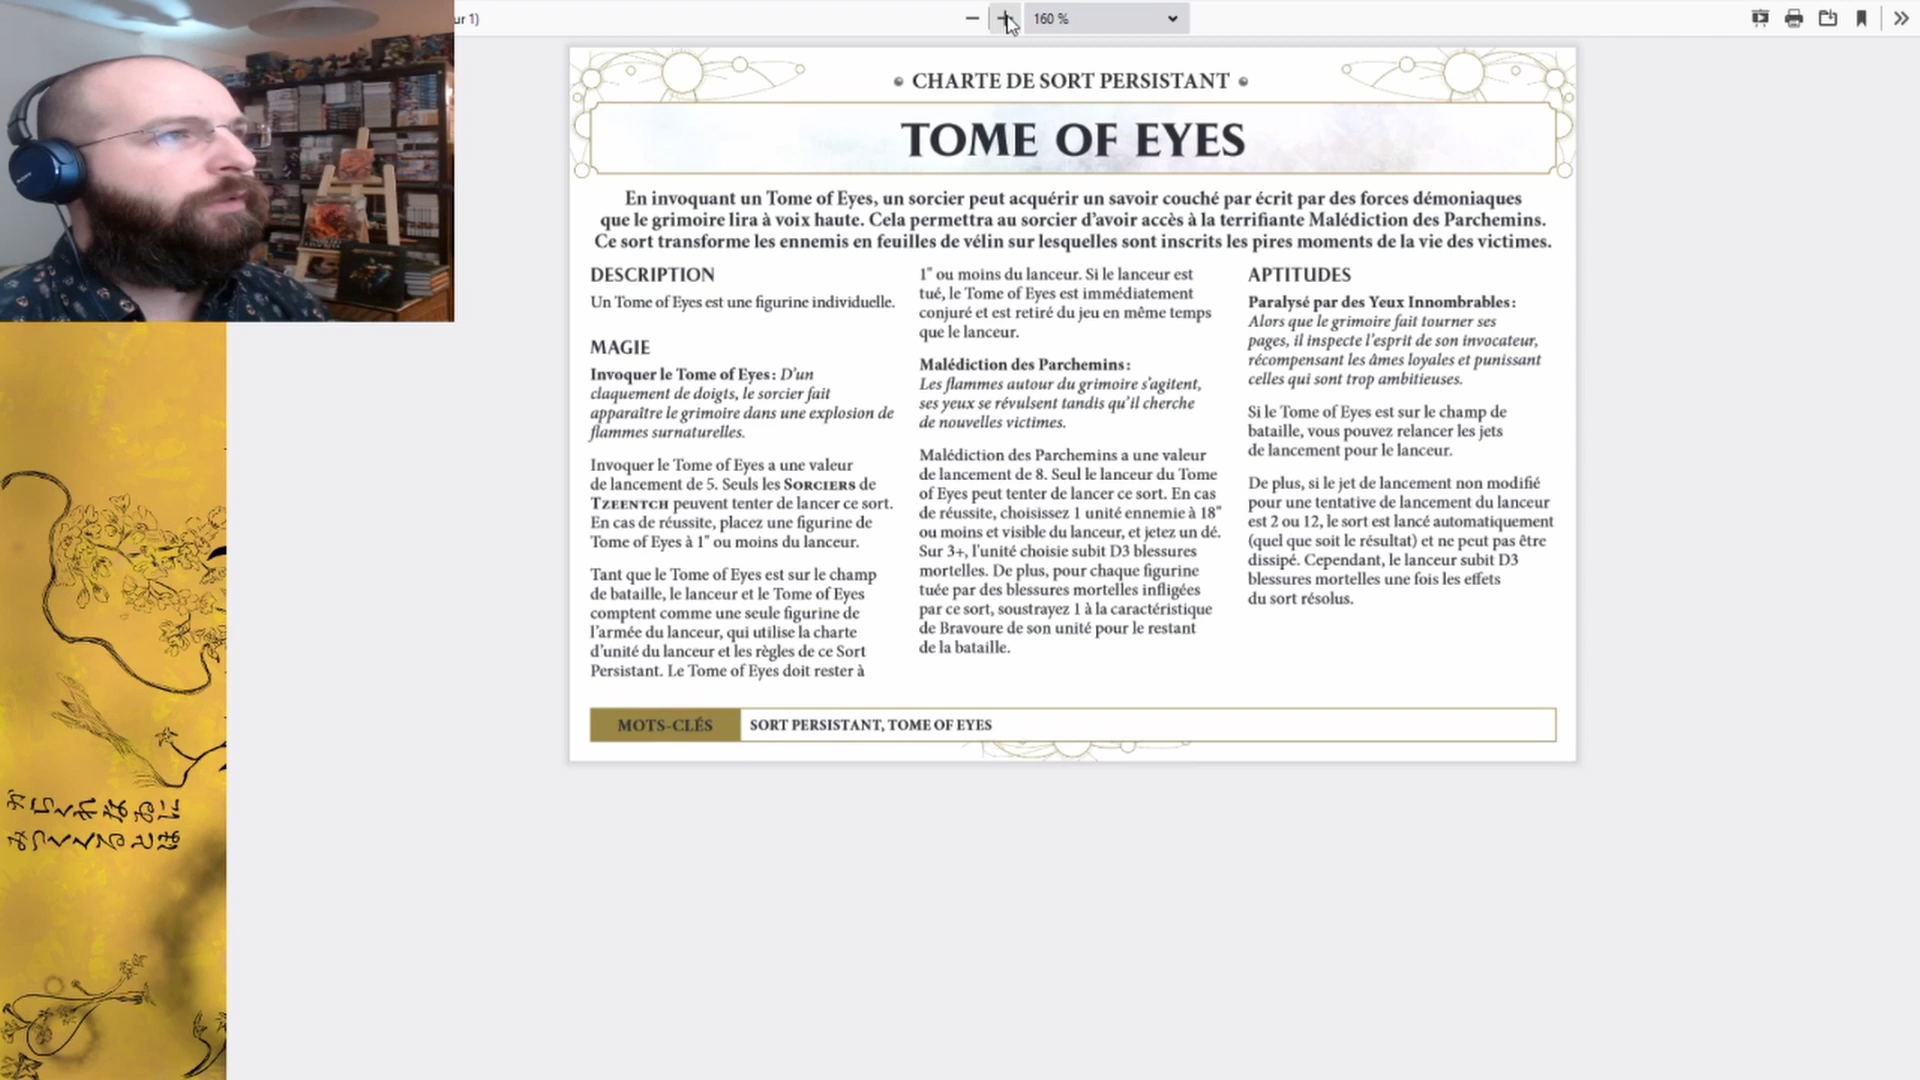 ur 1)
160 %
CHARTE DE SORT PERSISTANT
TOME OF EYES
En invoquant un Tome of Eyes, un sorcier peut acquérir un savoir couché par écrit par des forces démoniaques
que le grimoire lira à voix haute. Cela permettra au sorcier d'avoir accès à la terrifiante Malédiction des Parchemins.
Ce sort transforme les ennemis en feuilles de vélin sur lesquelles sont inscrits les pires moments de la vie des victimes.
DESCRIPTION
Un Tome of Eyes est une figurine individuelle.
MAGIE
Invoquer le Tome of Eyes : D'un
claquement de doigts, le sorcier fait
apparaître le grimoire dans une explosion de
flammes surnaturelles.
Invoquer le Tome of Eyes a une valeur
de lancement de 5. Seuls les SORCIERS de
TZEENTCH peuvent tenter de lancer ce sort.
En cas de réussite, placez une figurine de
Tome of Eyes à 1" ou moins du lanceur.
Tant que le Tome of Eyes est sur le champ
de bataille, le lanceur et le Tome of Eyes
comptent comme une seule figurine de
l'armée du lanceur, qui utilise la charte
d'unité du lanceur et les règles de ce Sort
Persistant. Le Tome of Eyes doit rester à
1" ou moins du lanceur. Si le lanceur est
tué, le Tome of Eyes est immédiatement
conjuré et est retiré du jeu en même temps
que le lanceur.
Malédiction des Parchemins :
Les flammes autour du grimoire s'agitent,
ses yeux se révulsent tandis qu'il cherche
de nouvelles victimes.
Malédiction des Parchemins a une valeur
de lancement de 8. Seul le lanceur du Tome
of Eyes peut tenter de lancer ce sort. En cas
de réussite, choisissez 1 unité ennemie à 18"
ou moins et visible du lanceur, et jetez un dé.
Sur 3+, l'unité choisie subit D3 blessures
mortelles. De plus, pour chaque figurine
tuée par des blessures mortelles infligées
par ce sort, soustrayez 1 à la caractéristique
de Bravoure de son unité pour le restant
de la bataille.
APTITUDES
Paralysé par des Yeux Innombrables :
Alors que le grimoire fait tourner ses
pages, il inspecte l'esprit de son invocateur,
récompensant les âmes loyales et punissant
celles qui sont trop ambitieuses.
Si le Tome of Eyes est sur le champ de
bataille, vous pouvez relancer les jets
de lancement pour le lanceur.
De plus, si le jet de lancement non modifié
pour une tentative de lancement du lanceur
est 2 ou 12, le sort est lancé automatiquement
(quel que soit le résultat) et ne peut pas être
dissipé. Cependant, le lanceur subit D3
blessures mortelles une fois les effets
du sort résolus.
MOTS-CLÉS
SORT PERSISTANT, TOME OF EYES